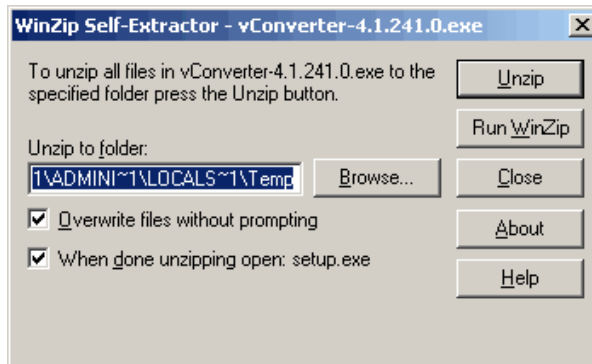 WinZip Self-Extractor - vConverter-4.1.241.0.exe
To unzip all files in vConverter-4.1.241.0.exe to the
specified folder press the Unzip button.
Unzip to folder:
1\ADMINI~1\LOCALS~1\Temp
Browse...
Overwrite files without prompting
When done unzipping open: setup.exe
Unzip
Run WinZip
Close
About
Help